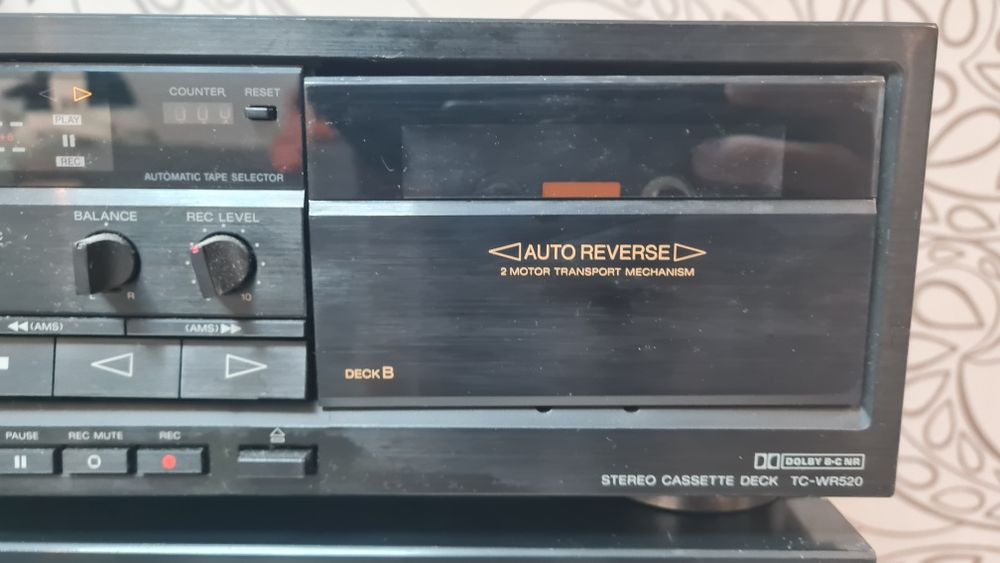 COUNTER RESET
PLAY
REC
AUTOMATIC TAPE SELECTOR
BALANCE REC LEVEL
R 10
AUTO REVERSE
2 MOTOR TRANSPORT MECHANISM
(AMS) (AMS)
DECK B
PAUSE REC MUTE REC
DOLBY B-C NR
STEREO CASSETTE DECK TC-WR520